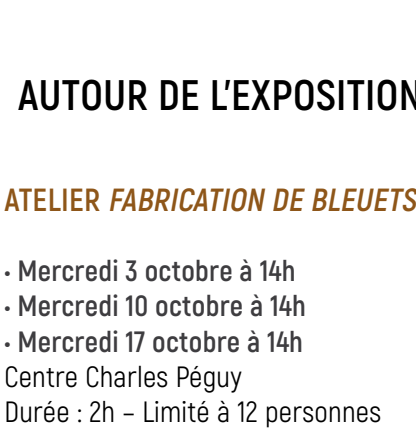 AUTOUR DE L'EXPOSITION
ATELIER FABRICATION DE BLEUETS
• Mercredi 3 octobre à 14h
• Mercredi 10 octobre à 14h
• Mercredi 17 octobre à 14h
Centre Charles Péguy
Durée : 2h – Limité à 12 personnes